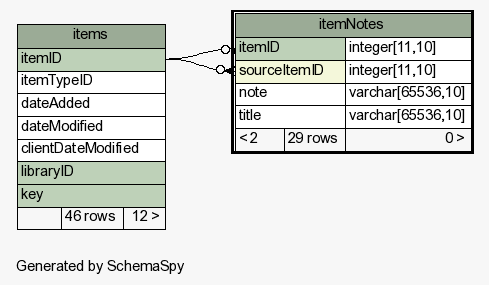 items
itemID
itemTypeID
dateAdded
dateModified
clientDateModified
libraryID
key
46 rows 12 >
itemNotes
itemID integer[11,10]
sourceItemID integer[11,10]
note varchar[65536,10]
title varchar[65536,10]
< 2 29 rows 0 >
Generated by SchemaSpy